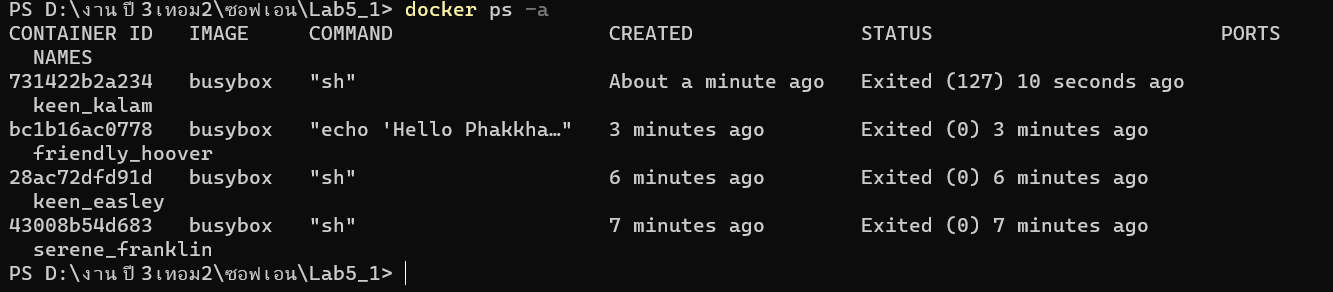 PS D:\งาน ปี 3 เทอม2\ซอฟเอน\Lab5_1> docker ps -a
CONTAINER ID   IMAGE     COMMAND                  CREATED              STATUS                        PORTS
  NAMES
731422b2a234   busybox   "sh"                     About a minute ago   Exited (127) 10 seconds ago
  keen_kalam
bc1b16ac0778   busybox   "echo 'Hello Phakkha…"   3 minutes ago        Exited (0) 3 minutes ago
  friendly_hoover
28ac72dfd91d   busybox   "sh"                     6 minutes ago        Exited (0) 6 minutes ago
  keen_easley
43008b54d683   busybox   "sh"                     7 minutes ago        Exited (0) 7 minutes ago
  serene_franklin
PS D:\งาน ปี 3 เทอม2\ซอฟเอน\Lab5_1>